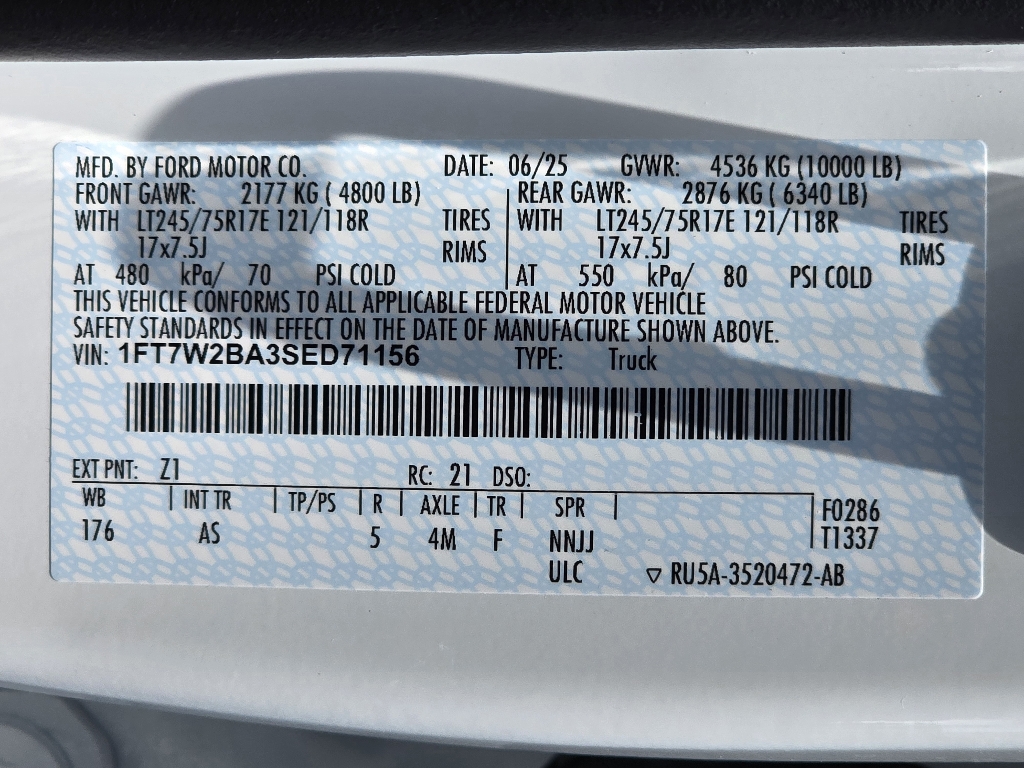 MFD. BY FORD MOTOR CO. DATE: 06/25 GVWR: 4536 KG (10000 LB)
FRONT GAWR: 2177 KG ( 4800 LB) REAR GAWR: 2876 KG ( 6340 LB)
WITH LT245/75R17E 121/118R TIRES WITH LT245/75R17E 121/118R TIRES
17x7.5J RIMS 17x7.5J RIMS
AT 480 kPa/ 70 PSI COLD AT 550 kPa/ 80 PSI COLD
THIS VEHICLE CONFORMS TO ALL APPLICABLE FEDERAL MOTOR VEHICLE
SAFETY STANDARDS IN EFFECT ON THE DATE OF MANUFACTURE SHOWN ABOVE.
VIN: 1FT7W2BA3SED71156 TYPE: Truck
EXT PNT: Z1 RC: 21 DSO:
WB INT TR TP/PS R AXLE TR SPR F0286
176 AS 5 4M F NNJJ T1337
ULC ▽ RU5A-3520472-AB